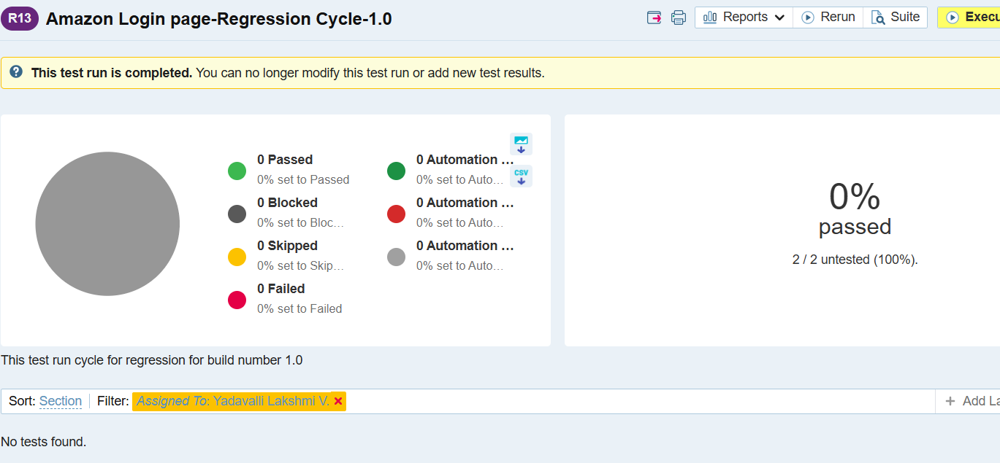 R13 Amazon Login page-Regression Cycle-1.0
Reports Rerun Suite Execu
This test run is completed. You can no longer modify this test run or add new test results.
0 Passed
0% set to Passed
0 Blocked
0% set to Bloc...
0 Skipped
0% set to Skip...
0 Failed
0% set to Failed
0 Automation ...
0% set to Auto...
0 Automation ...
0% set to Auto...
0 Automation ...
0% set to Auto...
CSV
0%
passed
2 / 2 untested (100%).
This test run cycle for regression for build number 1.0
Sort: Section Filter: Assigned To: Yadavalli Lakshmi V. + Add La
No tests found.